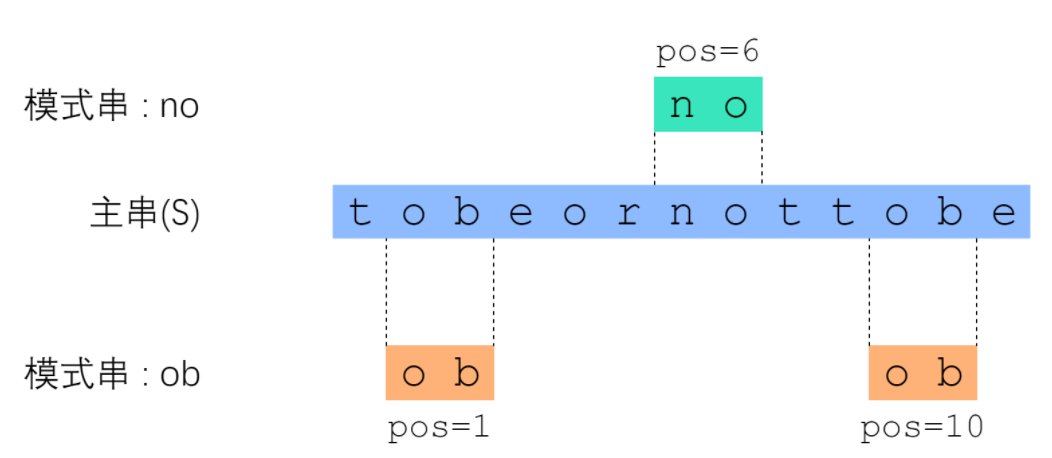 pos=6
模式串 : no
n o
主串(S)
t o b e o r n o t t o b e
模式串 : ob
o b
o b
pos=1
pos=10